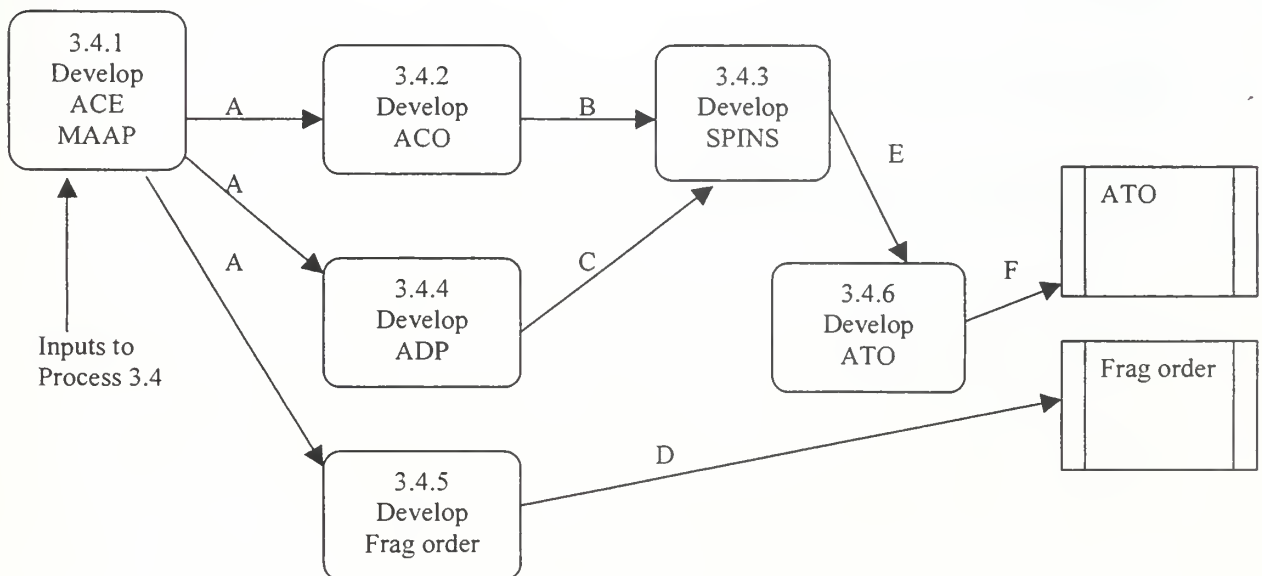 3.4.1
Develop
ACE
MAAP
A
3.4.2
Develop
ACO
B
3.4.3
Develop
SPINS
E
ATO
A
A
C
3.4.4
Develop
ADP
3.4.6
Develop
ATO
F
Inputs to
Process 3.4
Frag order
D
3.4.5
Develop
Frag order